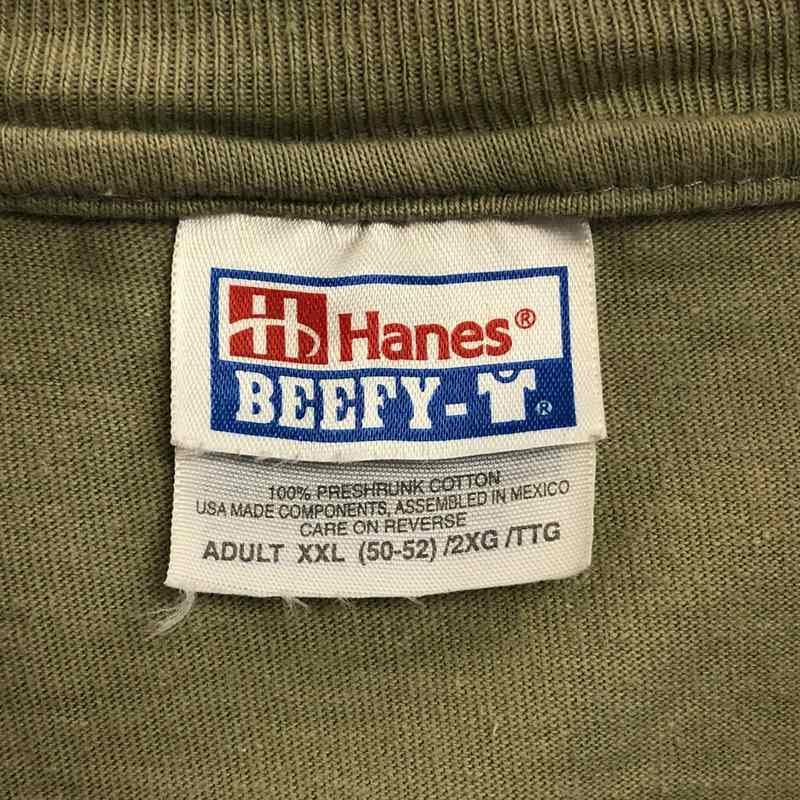 H Hanes®
BEEFY-T®
100% PRESHRUNK COTTON
USA MADE COMPONENTS, ASSEMBLED IN MEXICO
CARE ON REVERSE
ADULT XXL (50-52) /2XG /TTG